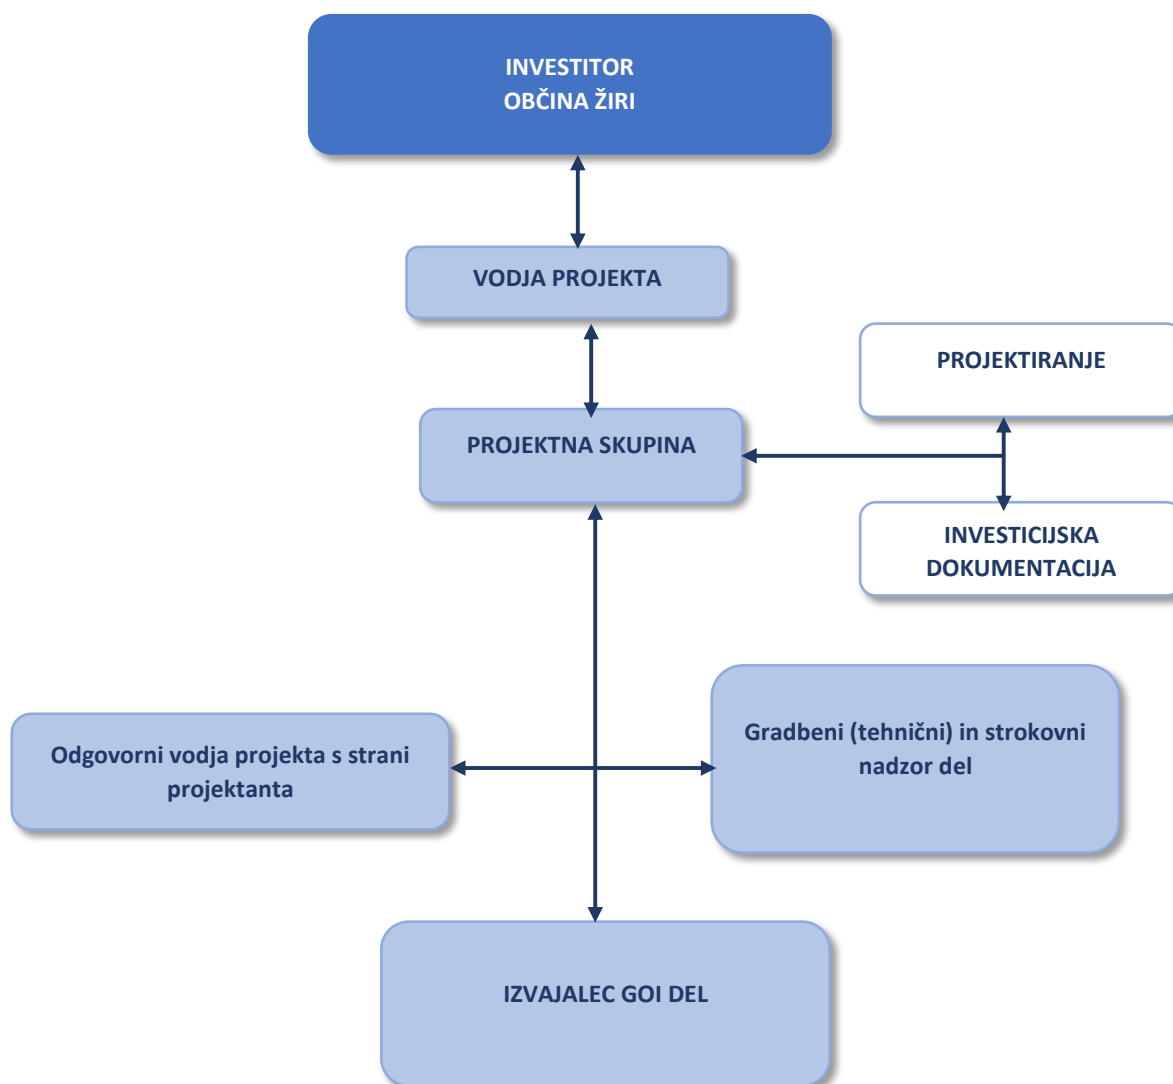 INVESTITOR
OBČINA ŽIRI
VODJA PROJEKTA
PROJEKTIRANJE
PROJEKTNA SKUPINA
INVESTICIJSKA
DOKUMENTACIJA
Odgovorni vodja projekta s strani
projektanta
Gradbeni (tehnični) in strokovni
nadzor del
IZVAJALEC GOI DEL